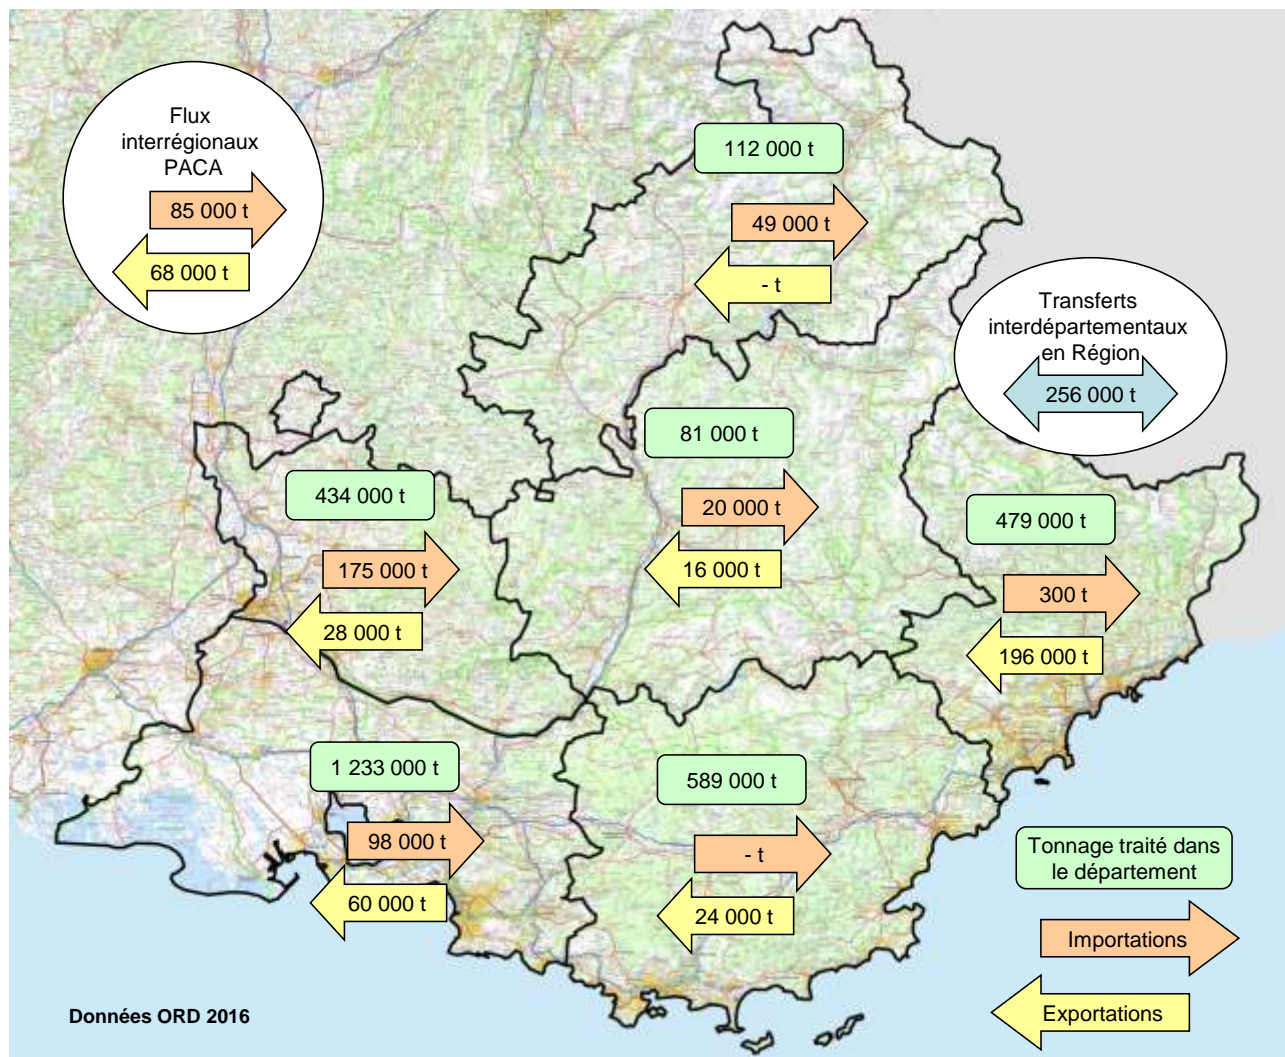 Flux
interrégionaux
PACA
85 000 t
68 000 t
112 000 t
49 000 t
- t
Transferts
interdépartementaux
en Région
256 000 t
81 000 t
20 000 t
16 000 t
434 000 t
175 000 t
28 000 t
479 000 t
300 t
196 000 t
1 233 000 t
98 000 t
60 000 t
589 000 t
- t
24 000 t
Tonnage traité dans
le département
Importations
Exportations
Données ORD 2016